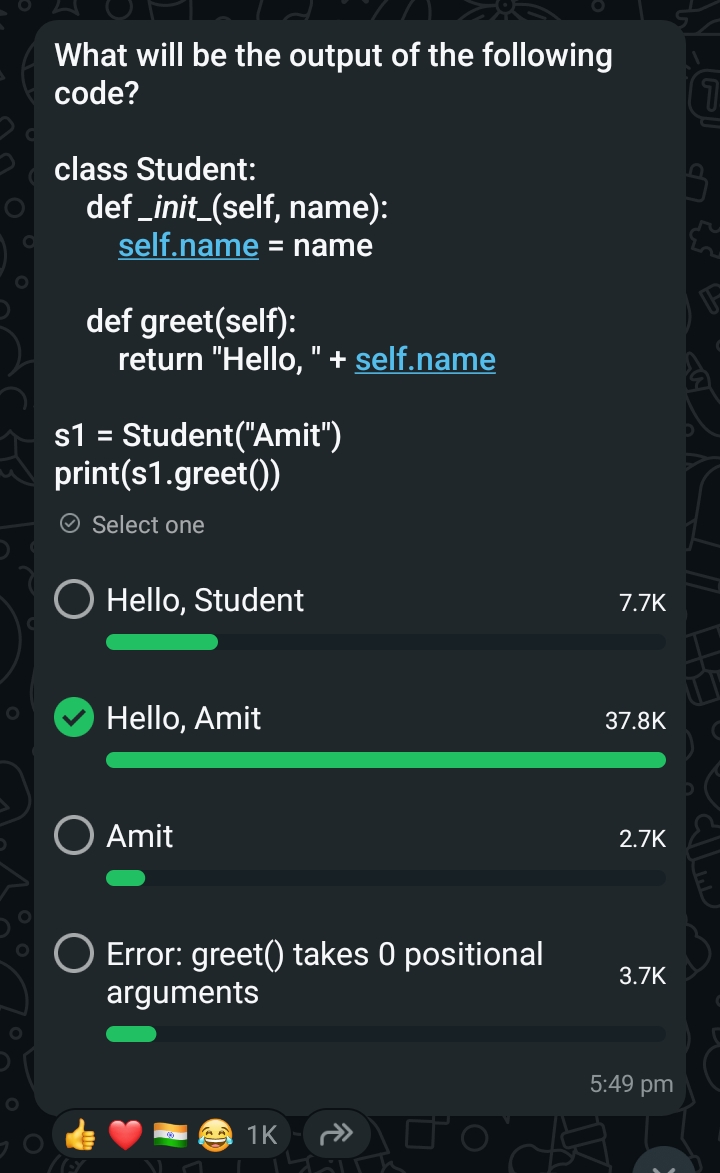 What will be the output of the following
code?
class Student:
def _init_(self, name):
self.name = name
def greet(self):
return "Hello, " + self.name
s1 = Student("Amit")
print(s1.greet())
Select one
Hello, Student 7.7K
Hello, Amit 37.8K
Amit 2.7K
Error: greet() takes 0 positional
arguments 3.7K
5:49 pm
1K